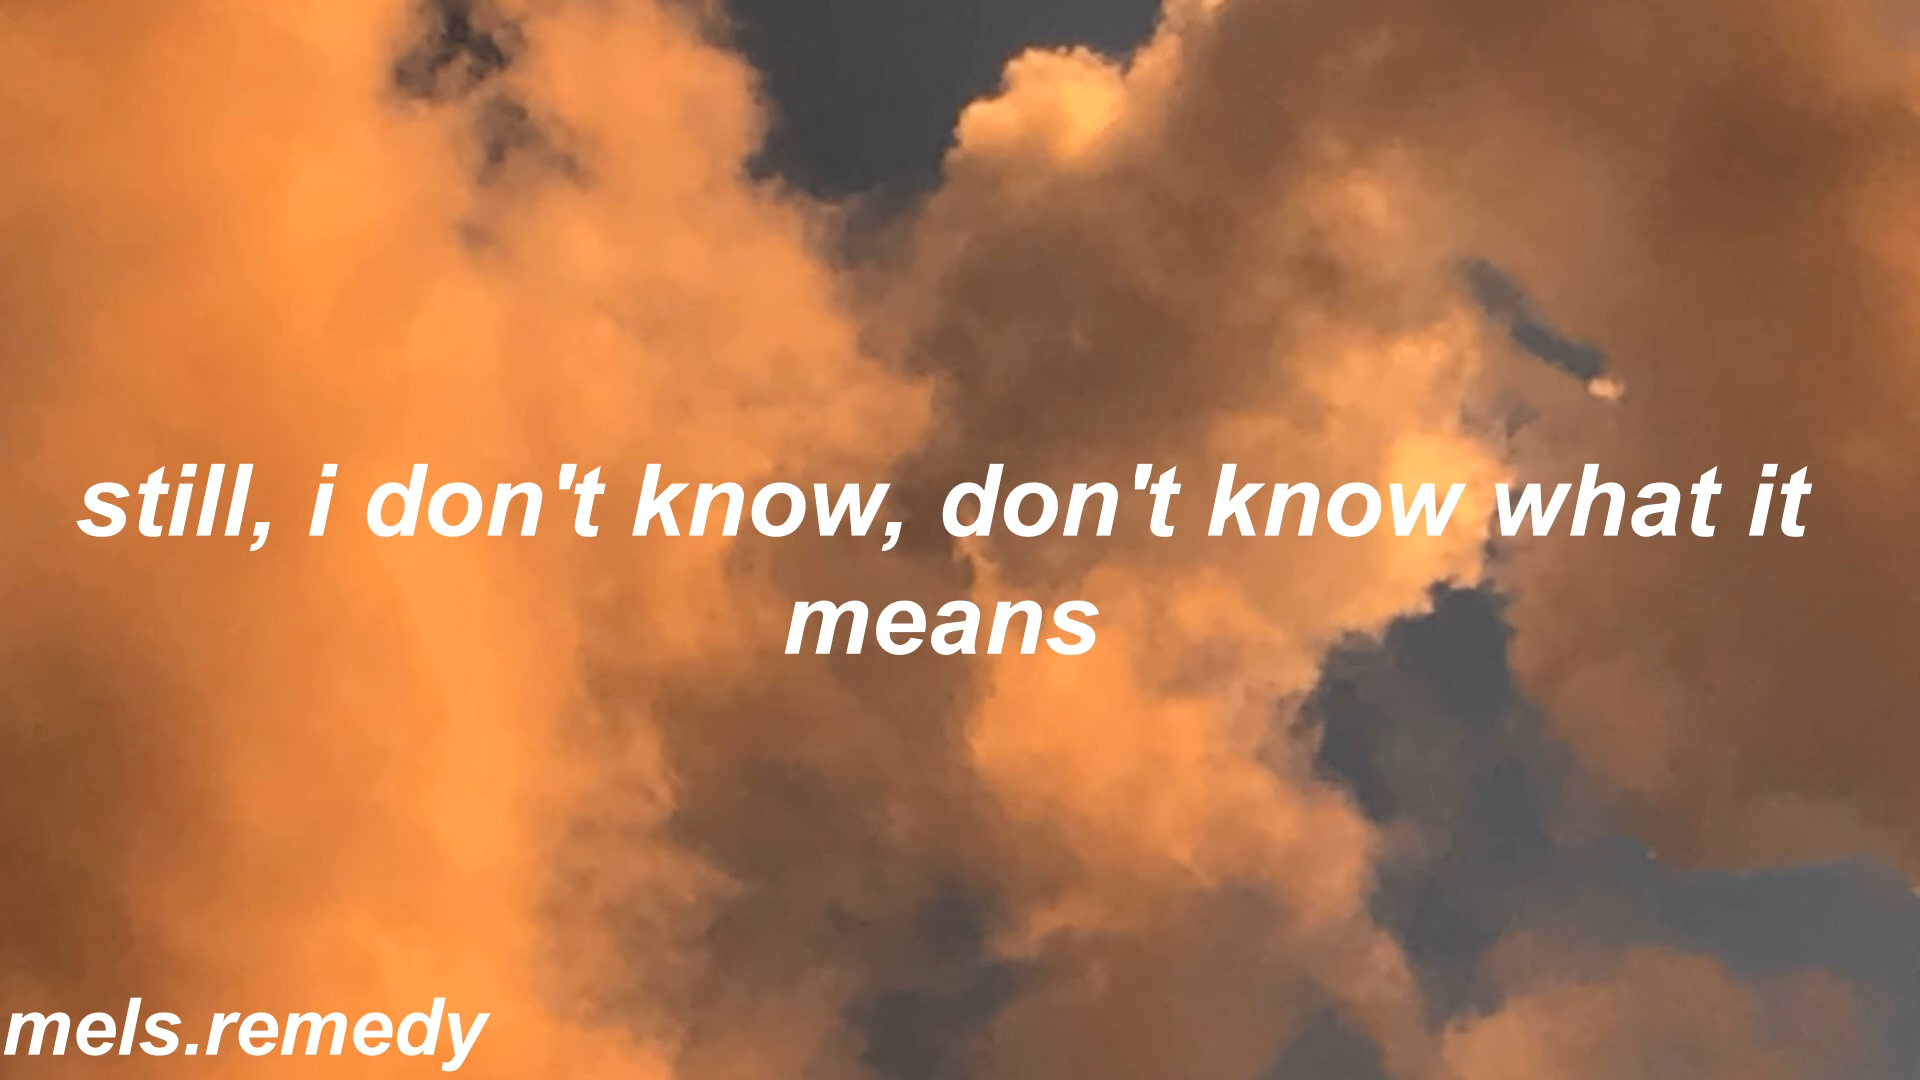 still, i don't know, don't know what it
means
mels.remedy